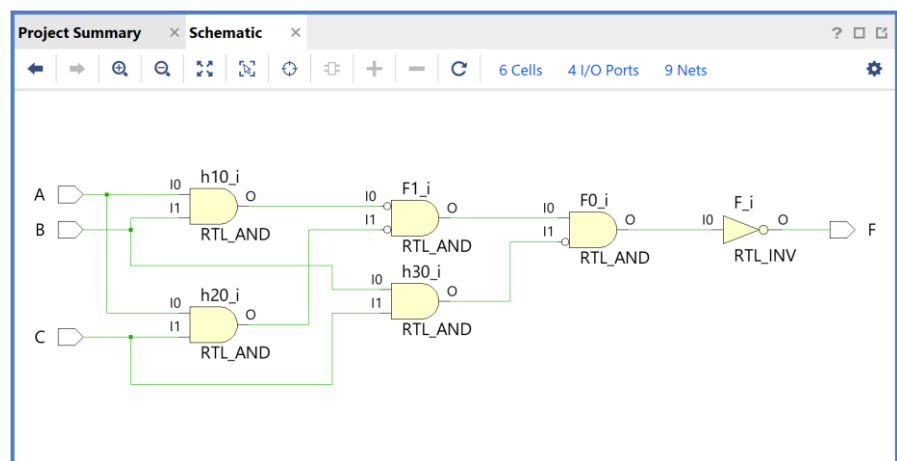 Project Summary × Schematic × ?
6 Cells 4 I/O Ports 9 Nets
h10_i
A I0 O
B I1
RTL_AND
F1_i
I0 O
I1
RTL_AND
F0_i
I0 O
I1
RTL_AND
F_i
I0 O F
RTL_INV
h20_i
I0 O
C I1
RTL_AND
h30_i
I0 O
I1
RTL_AND